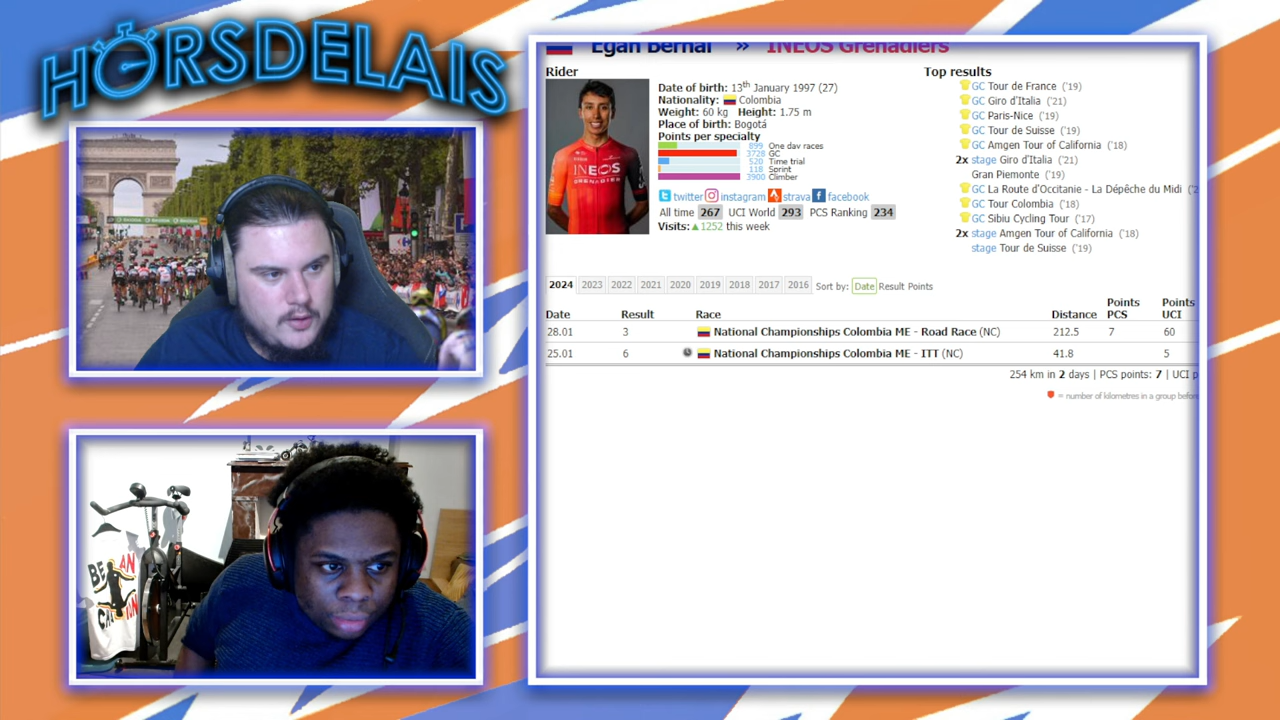 HORSDELAIS
Egan Bernal » INEOS Grenadiers
Rider
Date of birth: 13th January 1997 (27)
Nationality: Colombia
Weight: 60 kg Height: 1.75 m
Place of birth: Bogotá
Points per specialty
899 One day races
3728 GC
520 Time trial
118 Sprint
3900 Climber
twitter instagram strava facebook
All time 267 UCI World 293 PCS Ranking 234
Visits: ▲1252 this week
INEOS
GRENADIERS
Top results
GC Tour de France ('19)
GC Giro d'Italia ('21)
GC Paris-Nice ('19)
GC Tour de Suisse ('19)
GC Amgen Tour of California ('18)
2x stage Giro d'Italia ('21)
Gran Piemonte ('19)
GC La Route d'Occitanie - La Dépêche du Midi ('2
GC Tour Colombia ('18)
GC Sibiu Cycling Tour ('17)
2x stage Amgen Tour of California ('18)
stage Tour de Suisse ('19)
2024 2023 2022 2021 2020 2019 2018 2017 2016 Sort by: Date Result Points
Date Result Race Distance Points PCS Points UCI
28.01 3 National Championships Colombia ME - Road Race (NC) 212.5 7 60
25.01 6 National Championships Colombia ME - ITT (NC) 41.8 5
254 km in 2 days | PCS points: 7 | UCI p
= number of kilometres in a group before
BE AN